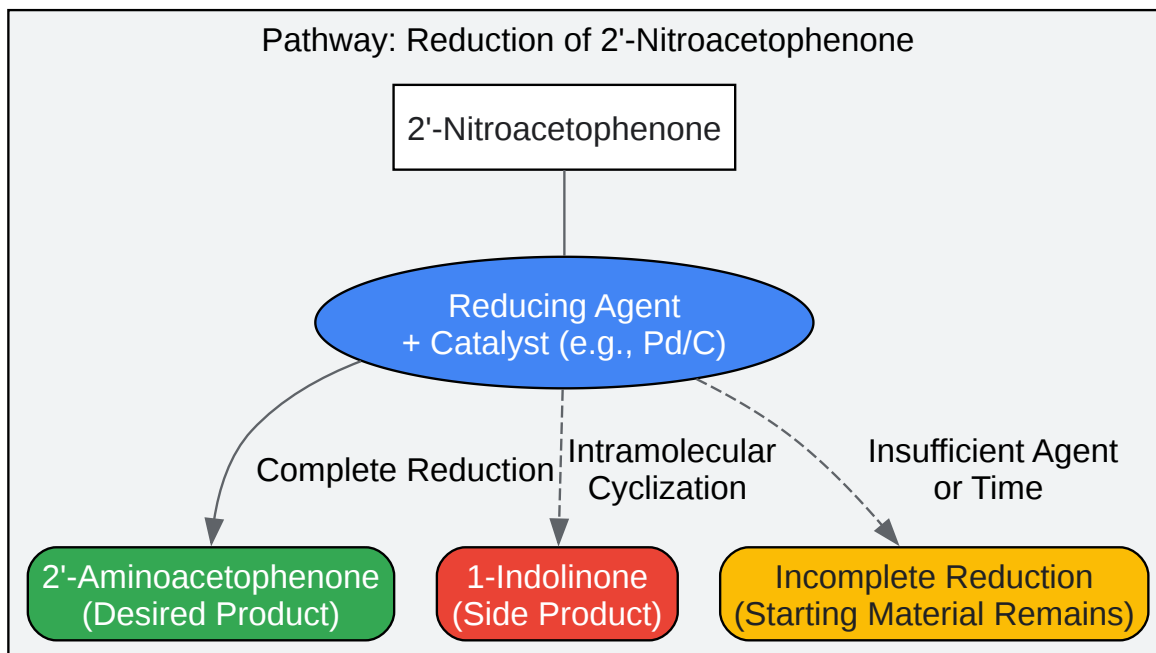 Pathway: Reduction of 2'-Nitroacetophenone
2'-Nitroacetophenone
Reducing Agent
+ Catalyst (e.g., Pd/C)
Complete Reduction
Intramolecular
Cyclization
Insufficient Agent
or Time
2'-Aminoacetophenone
(Desired Product)
1-Indolinone
(Side Product)
Incomplete Reduction
(Starting Material Remains)